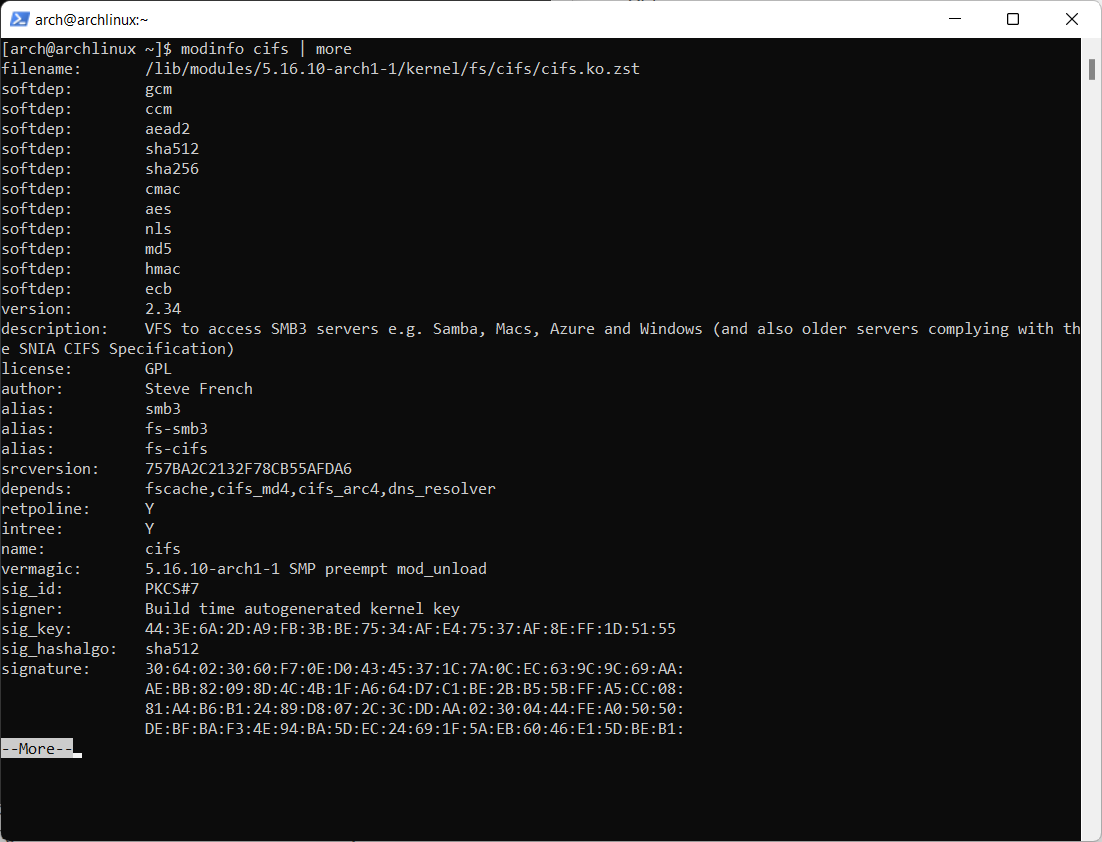 arch@archlinux:~
[arch@archlinux ~]$ modinfo cifs | more
filename:       /lib/modules/5.16.10-arch1-1/kernel/fs/cifs/cifs.ko.zst
softdep:        gcm
softdep:        ccm
softdep:        aead2
softdep:        sha512
softdep:        sha256
softdep:        cmac
softdep:        aes
softdep:        nls
softdep:        md5
softdep:        hmac
softdep:        ecb
version:        2.34
description:    VFS to access SMB3 servers e.g. Samba, Macs, Azure and Windows (and also older servers complying with th
e SNIA CIFS Specification)
license:        GPL
author:         Steve French
alias:          smb3
alias:          fs-smb3
alias:          fs-cifs
srcversion:     757BA2C2132F78CB55AFDA6
depends:        fscache,cifs_md4,cifs_arc4,dns_resolver
retpoline:      Y
intree:         Y
name:           cifs
vermagic:       5.16.10-arch1-1 SMP preempt mod_unload
sig_id:         PKCS#7
signer:         Build time autogenerated kernel key
sig_key:        44:3E:6A:2D:A9:FB:3B:BE:75:34:AF:E4:75:37:AF:8E:FF:1D:51:55
sig_hashalgo:   sha512
signature:      30:64:02:30:60:F7:0E:D0:43:45:37:1C:7A:0C:EC:63:9C:9C:69:AA:
                AE:BB:82:09:8D:4C:4B:1F:A6:64:D7:C1:BE:2B:B5:5B:FF:A5:CC:08:
                81:A4:B6:B1:24:89:D8:07:2C:3C:DD:AA:02:30:04:44:FE:A0:50:50:
                DE:BF:BA:F3:4E:94:BA:5D:EC:24:69:1F:5A:EB:60:46:E1:5D:BE:B1:
--More--